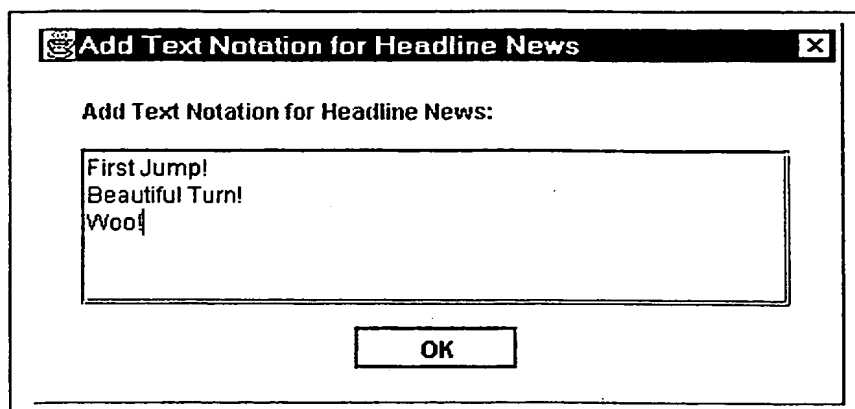 Add Text Notation for Headline News
Add Text Notation for Headline News:
First Jump!
Beautiful Turn!
Woo!
OK